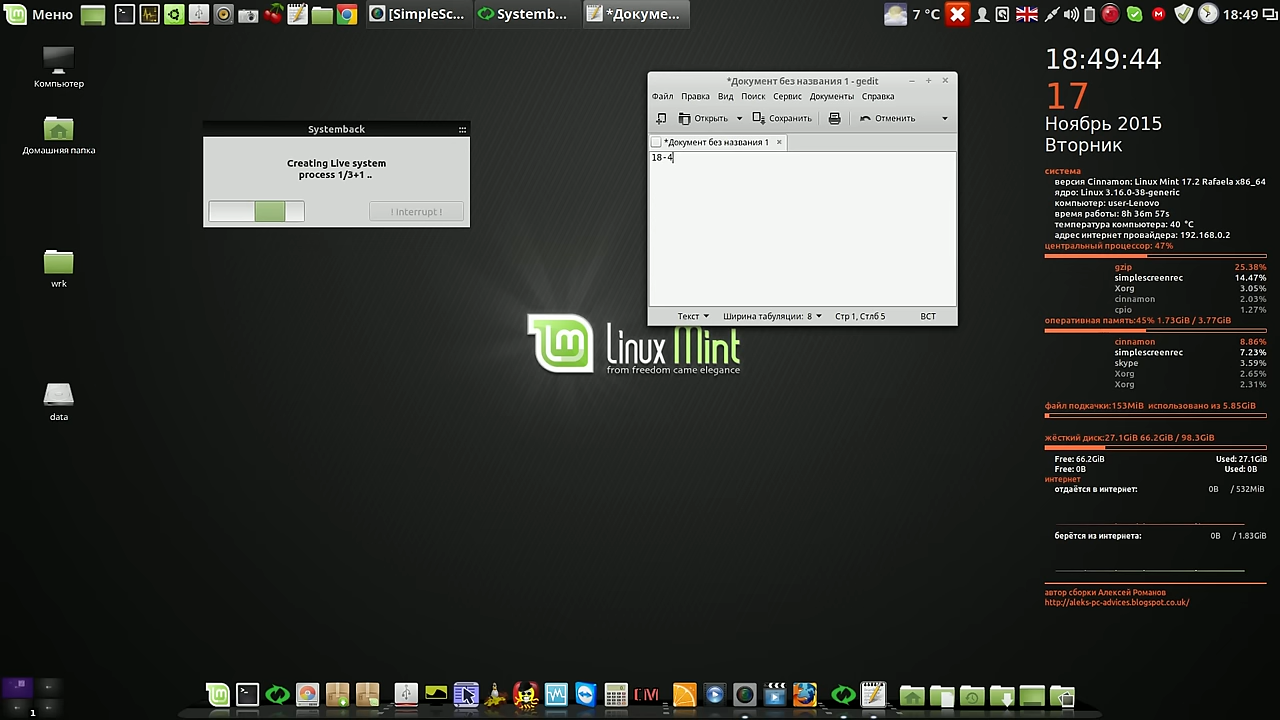 Меню
[SimpleSc...
Systemb...
*Докуме...
7 °C
18:49
Компьютер
Домашняя папка
wrk
data
Systemback
Creating Live system
process 1/3+1 ..
! Interrupt !
*Документ без названия 1 - gedit
Файл Правка Вид Поиск Сервис Документы Справка
Открыть Сохранить Отменить
*Документ без названия 1
18-4
Текст Ширина табуляции: 8 Стр 1, Стлб 5 ВСТ
Linux Mint
from freedom came elegance
18:49:44
17
Ноябрь 2015
Вторник
система
версия Cinnamon: Linux Mint 17.2 Rafaela x86_64
ядро: Linux 3.16.0-38-generic
компьютер: user-Lenovo
время работы: 8h 36m 57s
температура компьютера: 40 °C
адрес интернет провайдера: 192.168.0.2
центральный процессор: 47%
gzip 25.38%
simplescreenrec 14.47%
Xorg 3.05%
cinnamon 2.03%
cpio 1.27%
оперативная память:45% 1.73GiB / 3.77GiB
cinnamon 8.86%
simplescreenrec 7.23%
skype 3.59%
Xorg 2.65%
Xorg 2.31%
файл подкачки:153MiB использовано из 5.85GiB
жёсткий диск:27.1GiB 66.2GiB / 98.3GiB
Free: 66.2GiB Used: 27.1GiB
Free: 0B Used: 0B
интернет
отдаётся в интернет: 0B / 532MiB
берётся из интернета: 0B / 1.83GiB
автор сборки Алексей Романов
http://aleks-pc-advices.blogspot.co.uk/
1